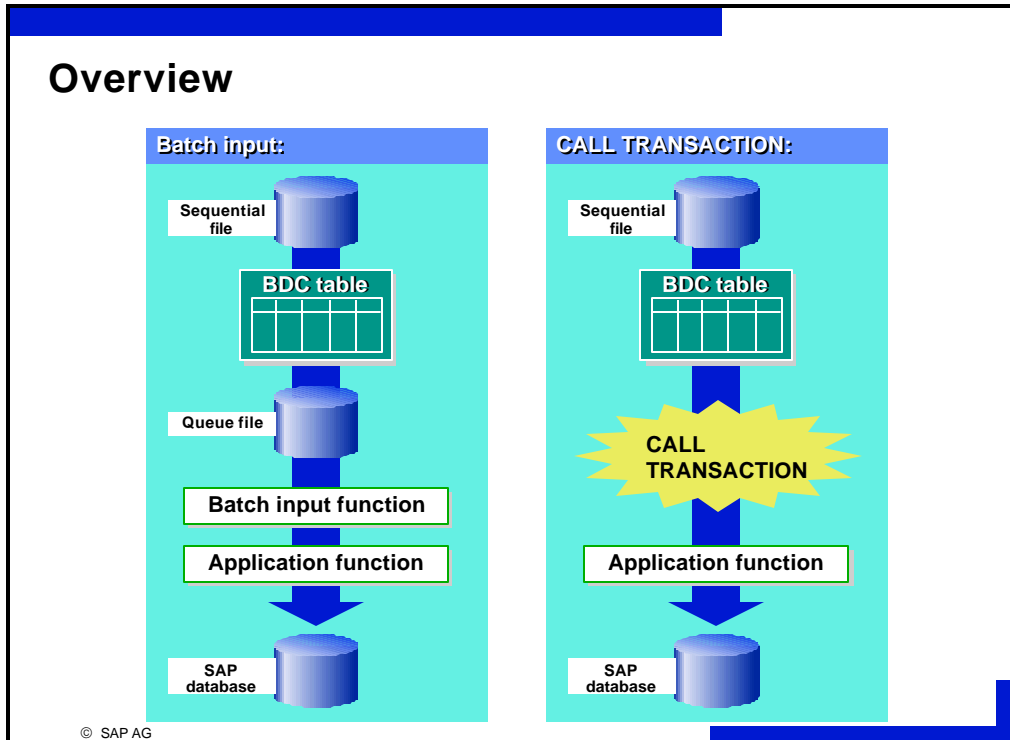 Overview
Batch input:
Sequential
file
BDC table
Queue file
Batch input function
Application function
SAP
database
CALL TRANSACTION:
Sequential
file
BDC table
CALL
TRANSACTION
Application function
SAP
database
© SAP AG